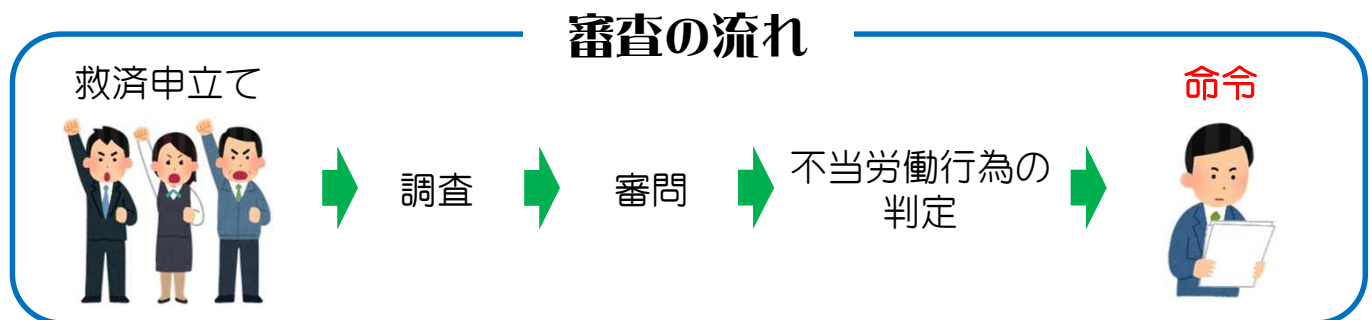 審査の流れ
救済申立て
命令
調査
審問
不当労働行為の
判定